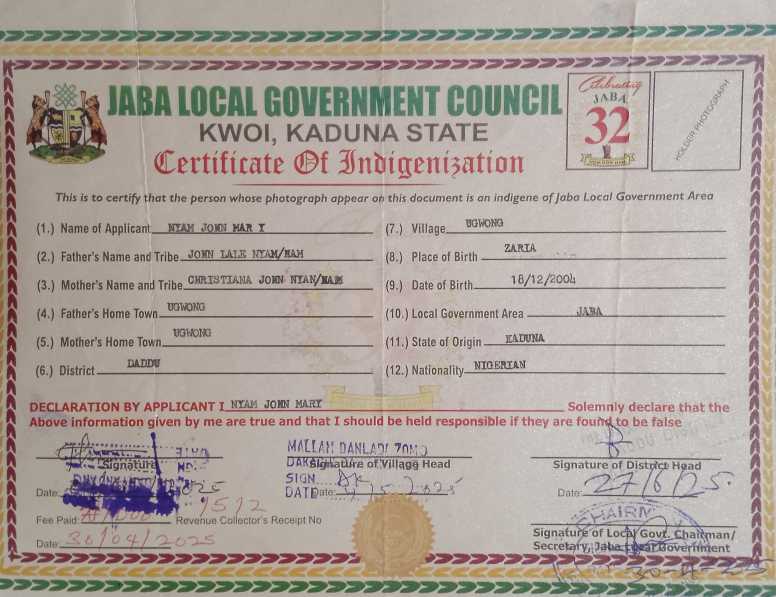 JABA LOCAL GOVERNMENT COUNCIL
KWOI, KADUNA STATE
Certificate Of Indigenization
Celebrating
JABA
32
HOLDER PHOTOGRAPH
This is to certify that the person whose photograph appear on this document is an indigene of Jaba Local Government Area
(1.) Name of Applicant NYAM JOHN MAR Y
(2.) Father's Name and Tribe JOHN LALE NYAM/HAM
(3.) Mother's Name and Tribe CHRISTIANA JOHN NYAN/HAM
(4.) Father's Home Town UGWONG
(5.) Mother's Home Town UGWONG
(6.) District DADDU
(7.) Village UGWONG
(8.) Place of Birth ZARIA
(9.) Date of Birth 18/12/2004
(10.) Local Government Area JABA
(11.) State of Origin KADUNA
(12.) Nationality NIGERIAN
DECLARATION BY APPLICANT I NYAM JOHN MARY Solemnly declare that the
Above information given by me are true and that I should be held responsible if they are found to be false
Signature
Date:
MALLAM DANLADI ZOMO
Signature of Village Head
SIGN
DATE
Date: 2025
Signature of District Head
Date: 27/6/25.
Fee Paid: 1512 Revenue Collector's Receipt No
Date: 30/04/2025
CHAIRM
Signature of Local Govt. Chairman/
Secretary, Jaba Local Government